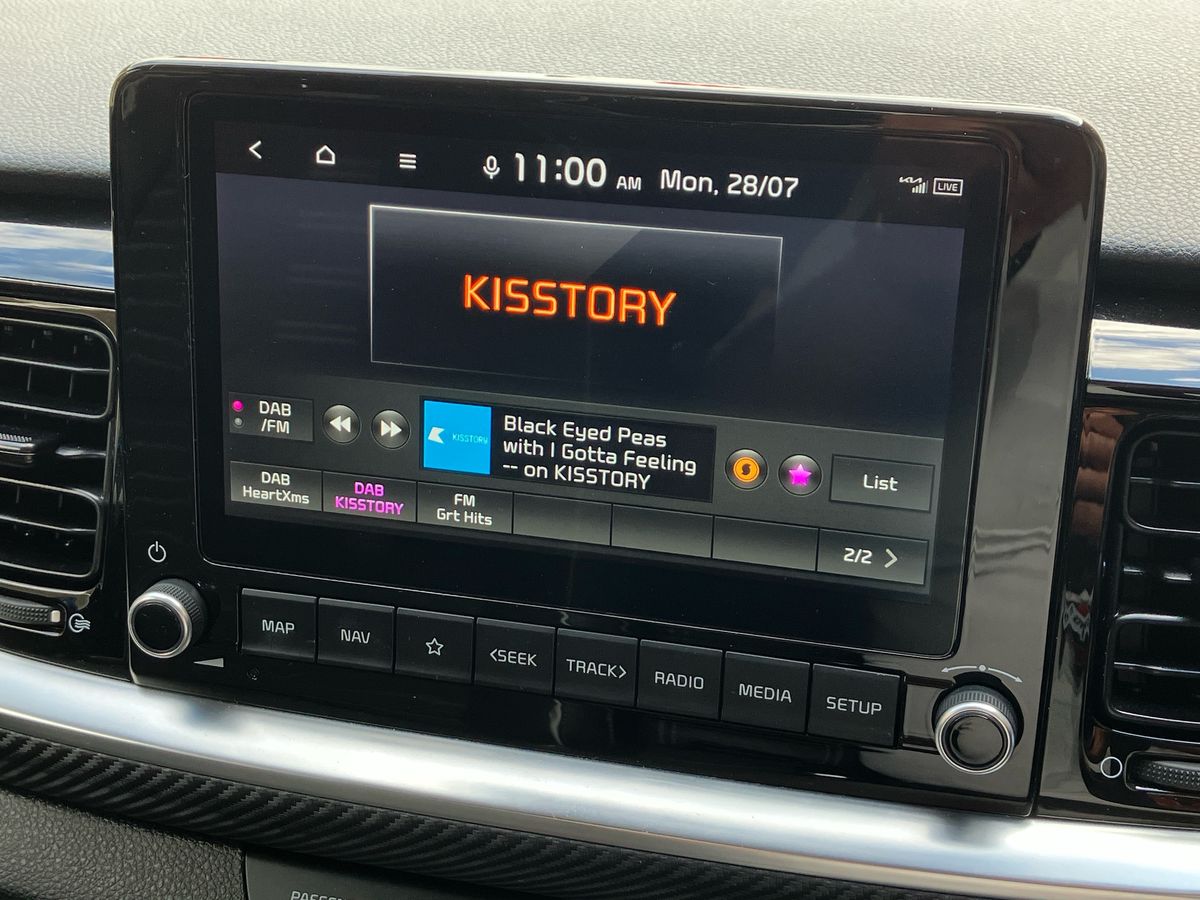 11:00 AM Mon, 28/07
LIVE
KISSTORY
DAB
/FM
KISSTORY
Black Eyed Peas
with I Gotta Feeling
-- on KISSTORY
List
DAB
HeartXms
DAB
KISSTORY
FM
Grt Hits
2/2 >
MAP
NAV
<SEEK
TRACK>
RADIO
MEDIA
SETUP